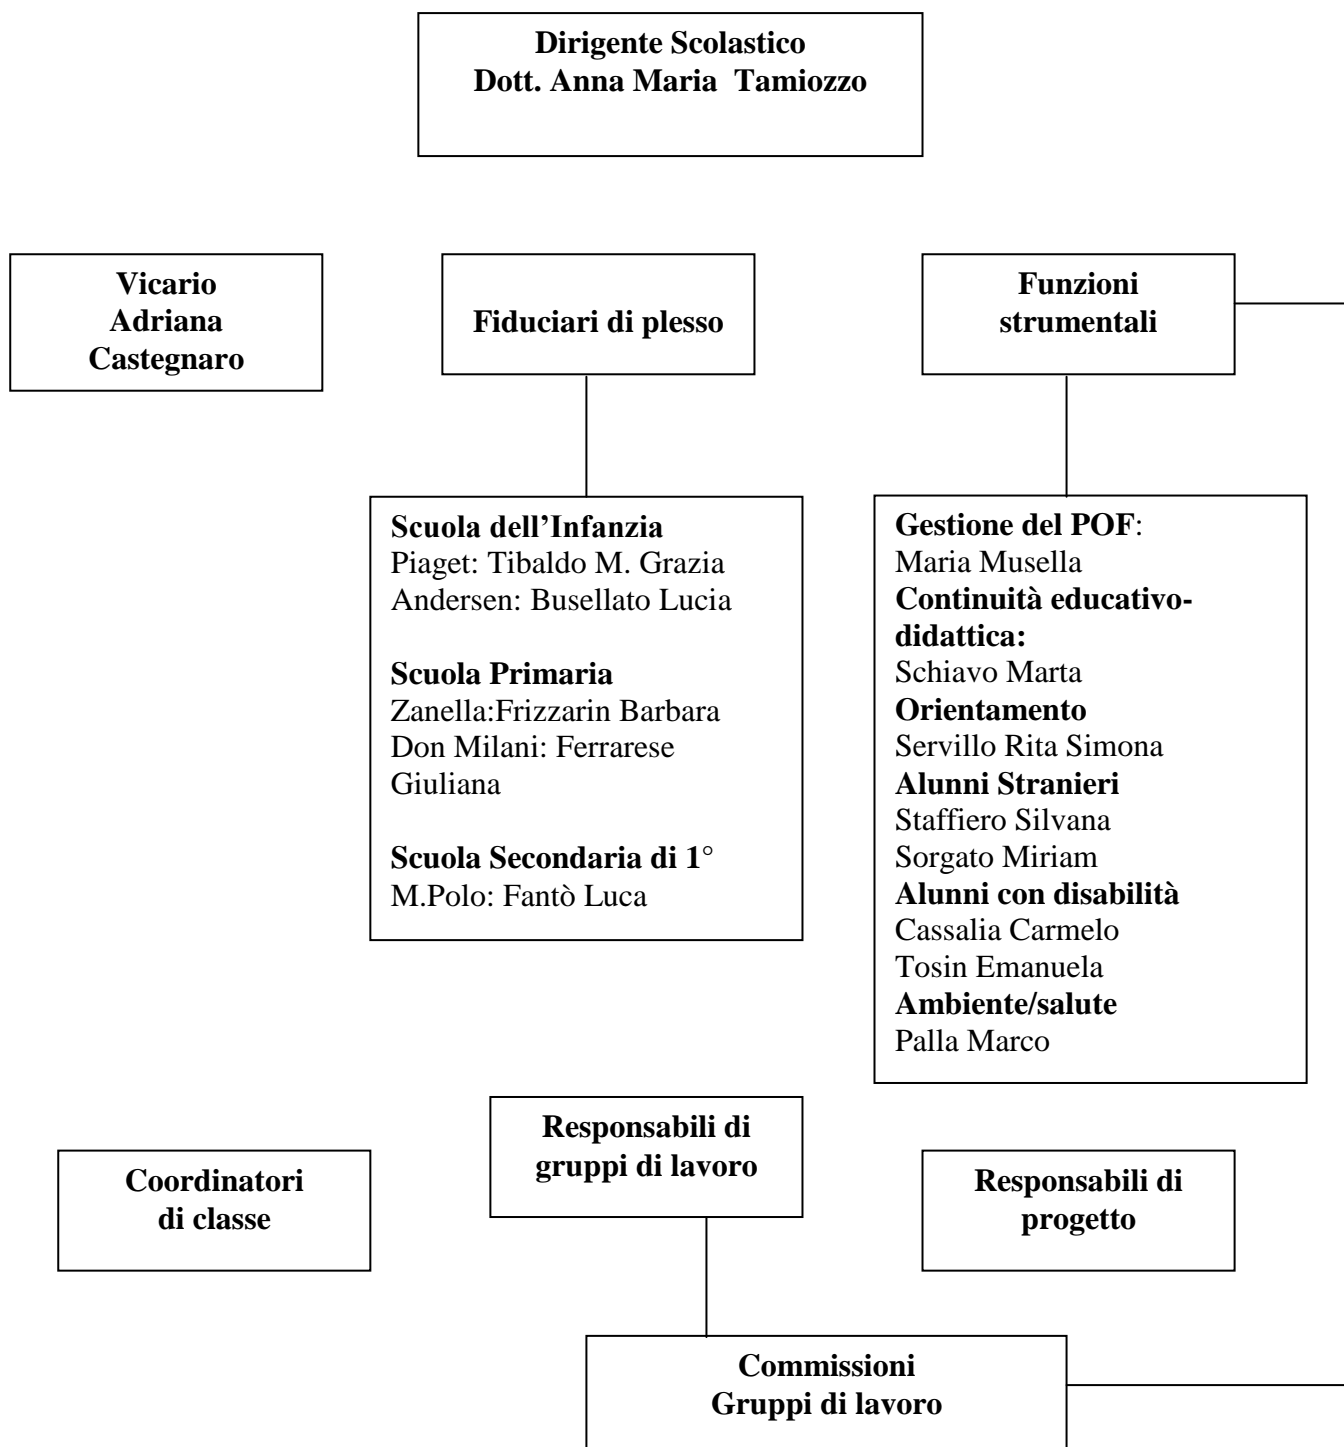 Dirigente Scolastico
Dott. Anna Maria  Tamiozzo
Vicario
Adriana
Castegnaro
Fiduciari di plesso
Funzioni
strumentali
Scuola dell’Infanzia
Piaget: Tibaldo M. Grazia
Andersen: Busellato Lucia
Scuola Primaria
Zanella:Frizzarin Barbara
Don Milani: Ferrarese
Giuliana
Scuola Secondaria di 1°
M.Polo: Fantò Luca
Gestione del POF:
Maria Musella
Continuità educativo-
didattica:
Schiavo Marta
Orientamento
Servillo Rita Simona
Alunni Stranieri
Staffiero Silvana
Sorgato Miriam
Alunni con disabilità
Cassalia Carmelo
Tosin Emanuela
Ambiente/salute
Palla Marco
Coordinatori
di classe
Responsabili di
gruppi di lavoro
Responsabili di
progetto
Commissioni
Gruppi di lavoro